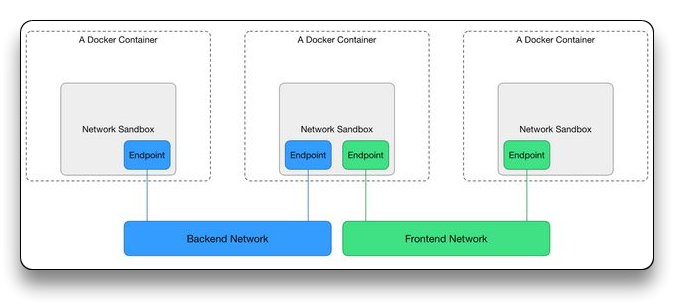 A Docker Container
A Docker Container
A Docker Container
Network Sandbox
Network Sandbox
Network Sandbox
Endpoint
Endpoint
Endpoint
Endpoint
Backend Network
Frontend Network